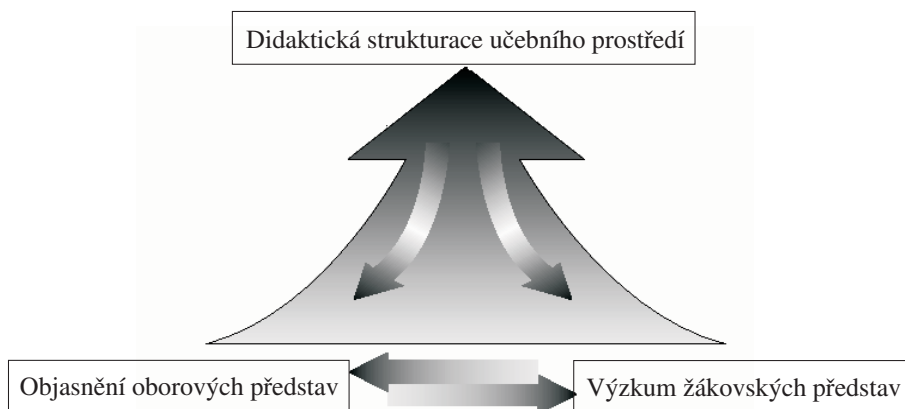 Didaktická strukturace učebního prostředí
Objasnění oborových představ
Výzkum žákovských představ